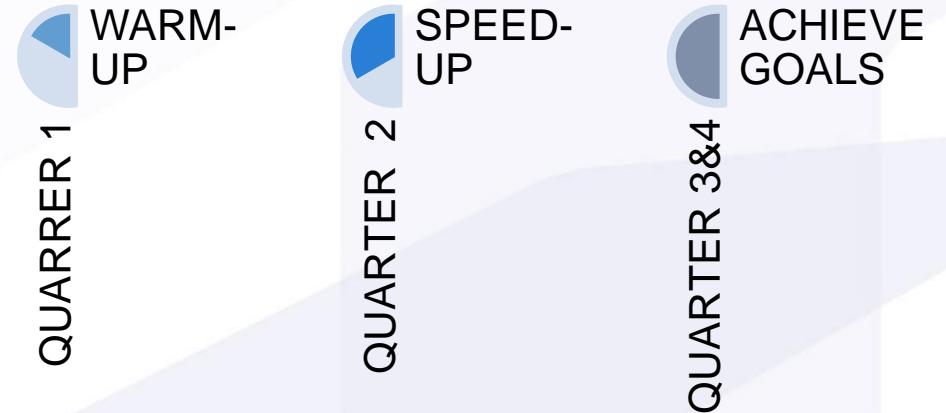 WARM-
UP
QUARRER 1
SPEED-
UP
QUARTER 2
ACHIEVE
GOALS
QUARTER 3&4